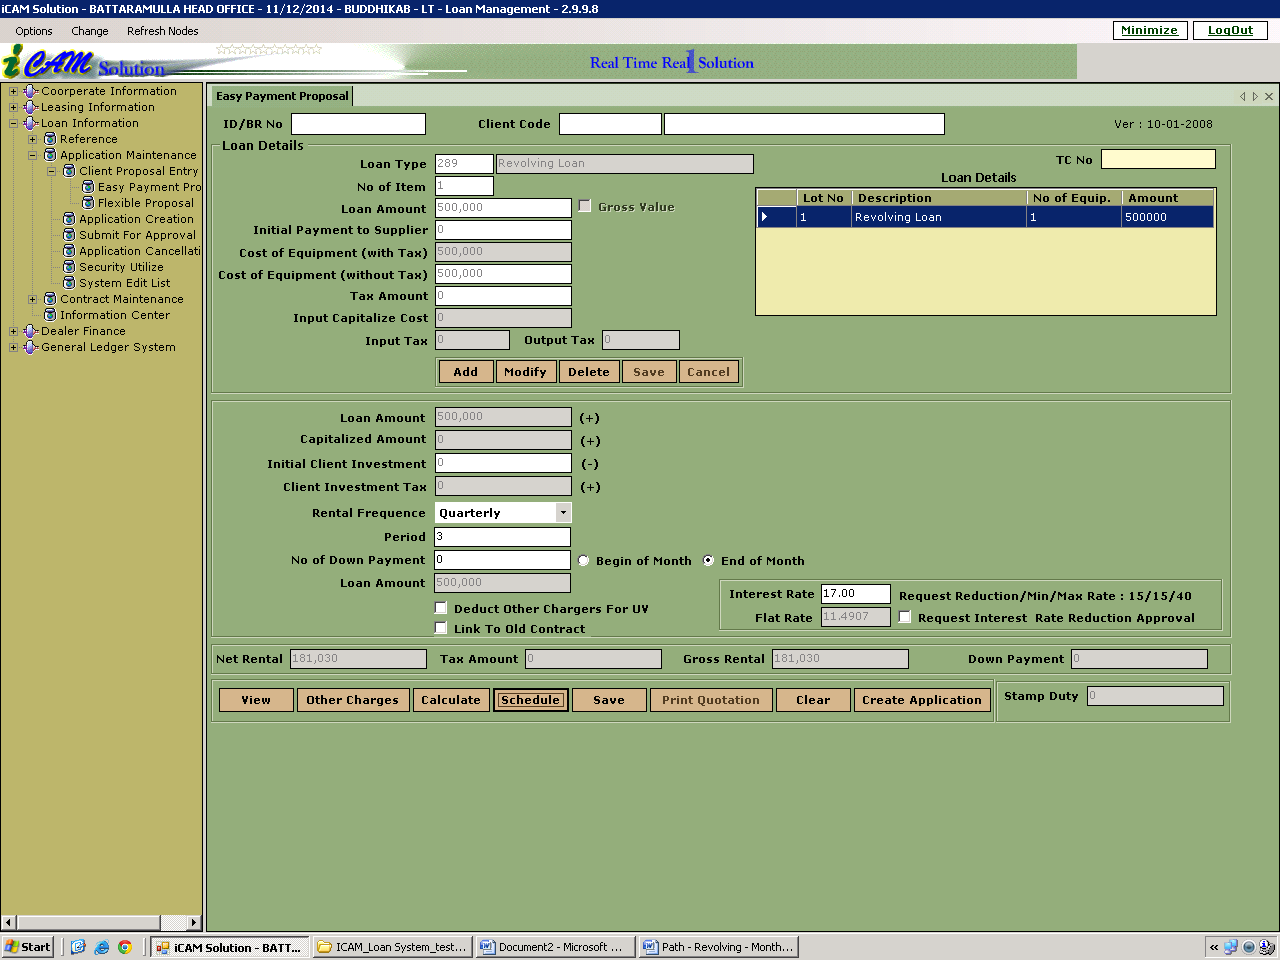 iCAM Solution - BATTARAMULLA HEAD OFFICE - 11/12/2014 - BUDDHIKAB - LT - Loan Management - 2.9.9.8
Options Change Refresh Nodes Minimize LogOut
iCAM Solution Real Time Real 1 Solution
Coorperate Information
Leasing Information
Loan Information
Reference
Application Maintenance
Client Proposal Entry
Easy Payment Pro
Flexible Proposal
Application Creation
Submit For Approval
Application Cancellati
Security Utilize
System Edit List
Contract Maintenance
Information Center
Dealer Finance
General Ledger System
Easy Payment Proposal
ID/BR No Client Code Ver : 10-01-2008
Loan Details
Loan Type 289 Revolving Loan
No of Item 1
Loan Amount 500,000 Gross Value
Initial Payment to Supplier 0
Cost of Equipment (with Tax) 500,000
Cost of Equipment (without Tax) 500,000
Tax Amount 0
Input Capitalize Cost 0
Input Tax 0 Output Tax 0
Add Modify Delete Save Cancel
TC No
Loan Details
Lot No Description No of Equip. Amount
1 Revolving Loan 1 500000
Loan Amount 500,000 (+)
Capitalized Amount 0 (+)
Initial Client Investment 0 (-)
Client Investment Tax 0 (+)
Rental Frequence Quarterly
Period 3
No of Down Payment 0 Begin of Month End of Month
Loan Amount 500,000
Deduct Other Chargers For UV
Link To Old Contract
Interest Rate 17.00 Request Reduction/Min/Max Rate : 15/15/40
Flat Rate 11.4907 Request Interest Rate Reduction Approval
Net Rental 181,030 Tax Amount 0 Gross Rental 181,030 Down Payment 0
View Other Charges Calculate Schedule Save Print Quotation Clear Create Application Stamp Duty 0
Start iCAM Solution - BATT... ICAM_Loan System_test... Document2 - Microsoft ... Path - Revolving - Month... «